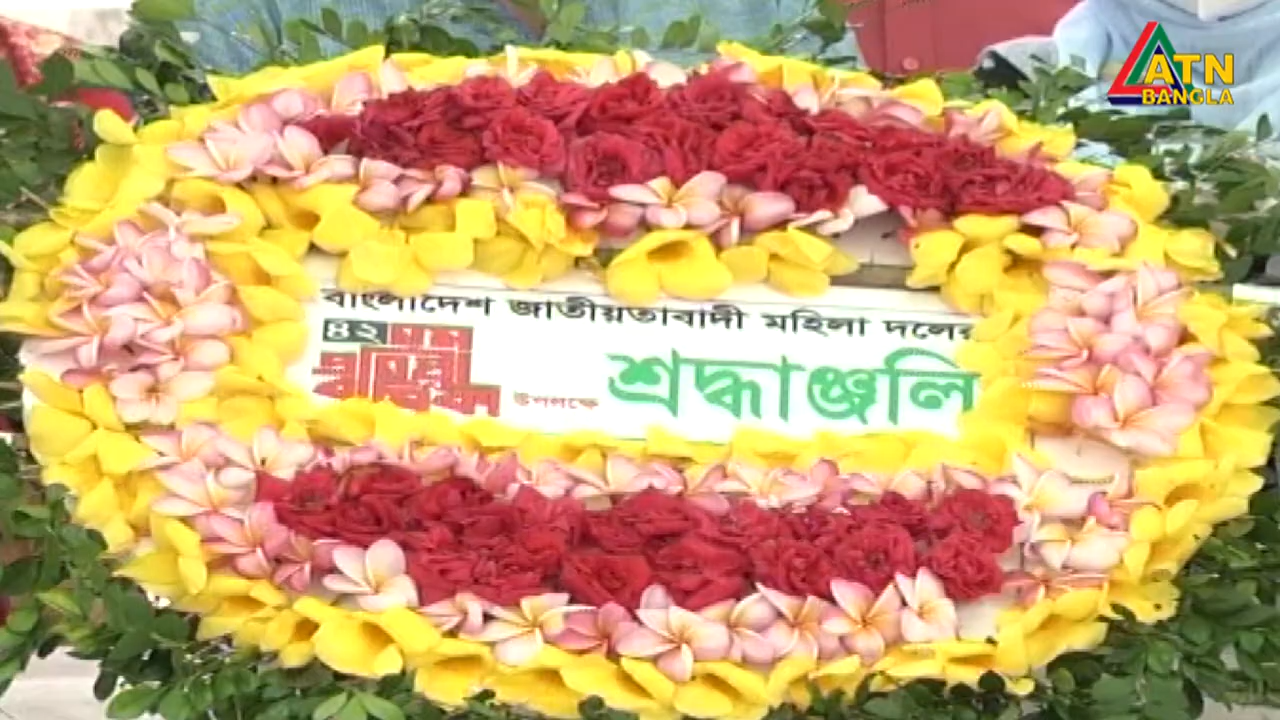 ATN
BANGLA
বাংলাদেশ জাতীয়তাবাদী মহিলা দলের
৪২
উপলক্ষে
শ্রদ্ধাঞ্জলি